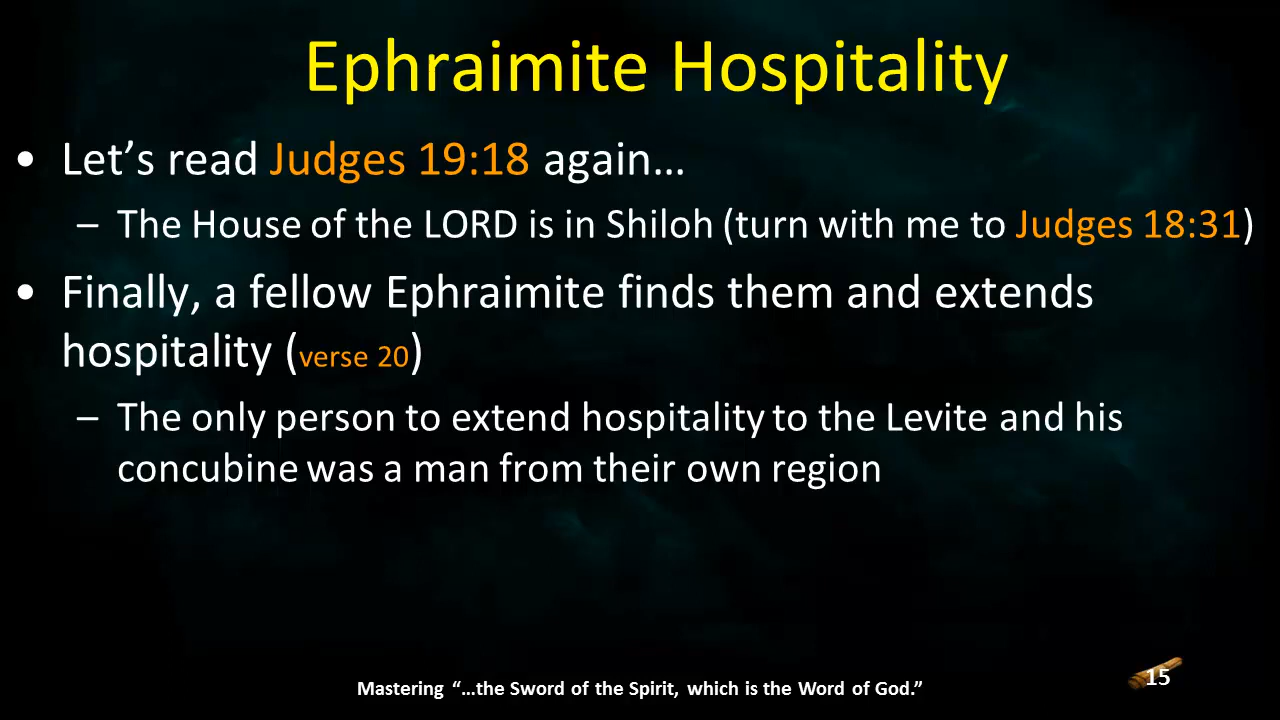 Ephraimite Hospitality
• Let’s read Judges 19:18 again…
– The House of the LORD is in Shiloh (turn with me to Judges 18:31)
• Finally, a fellow Ephraimite finds them and extends
hospitality (verse 20)
– The only person to extend hospitality to the Levite and his
concubine was a man from their own region
Mastering “…the Sword of the Spirit, which is the Word of God.”
15